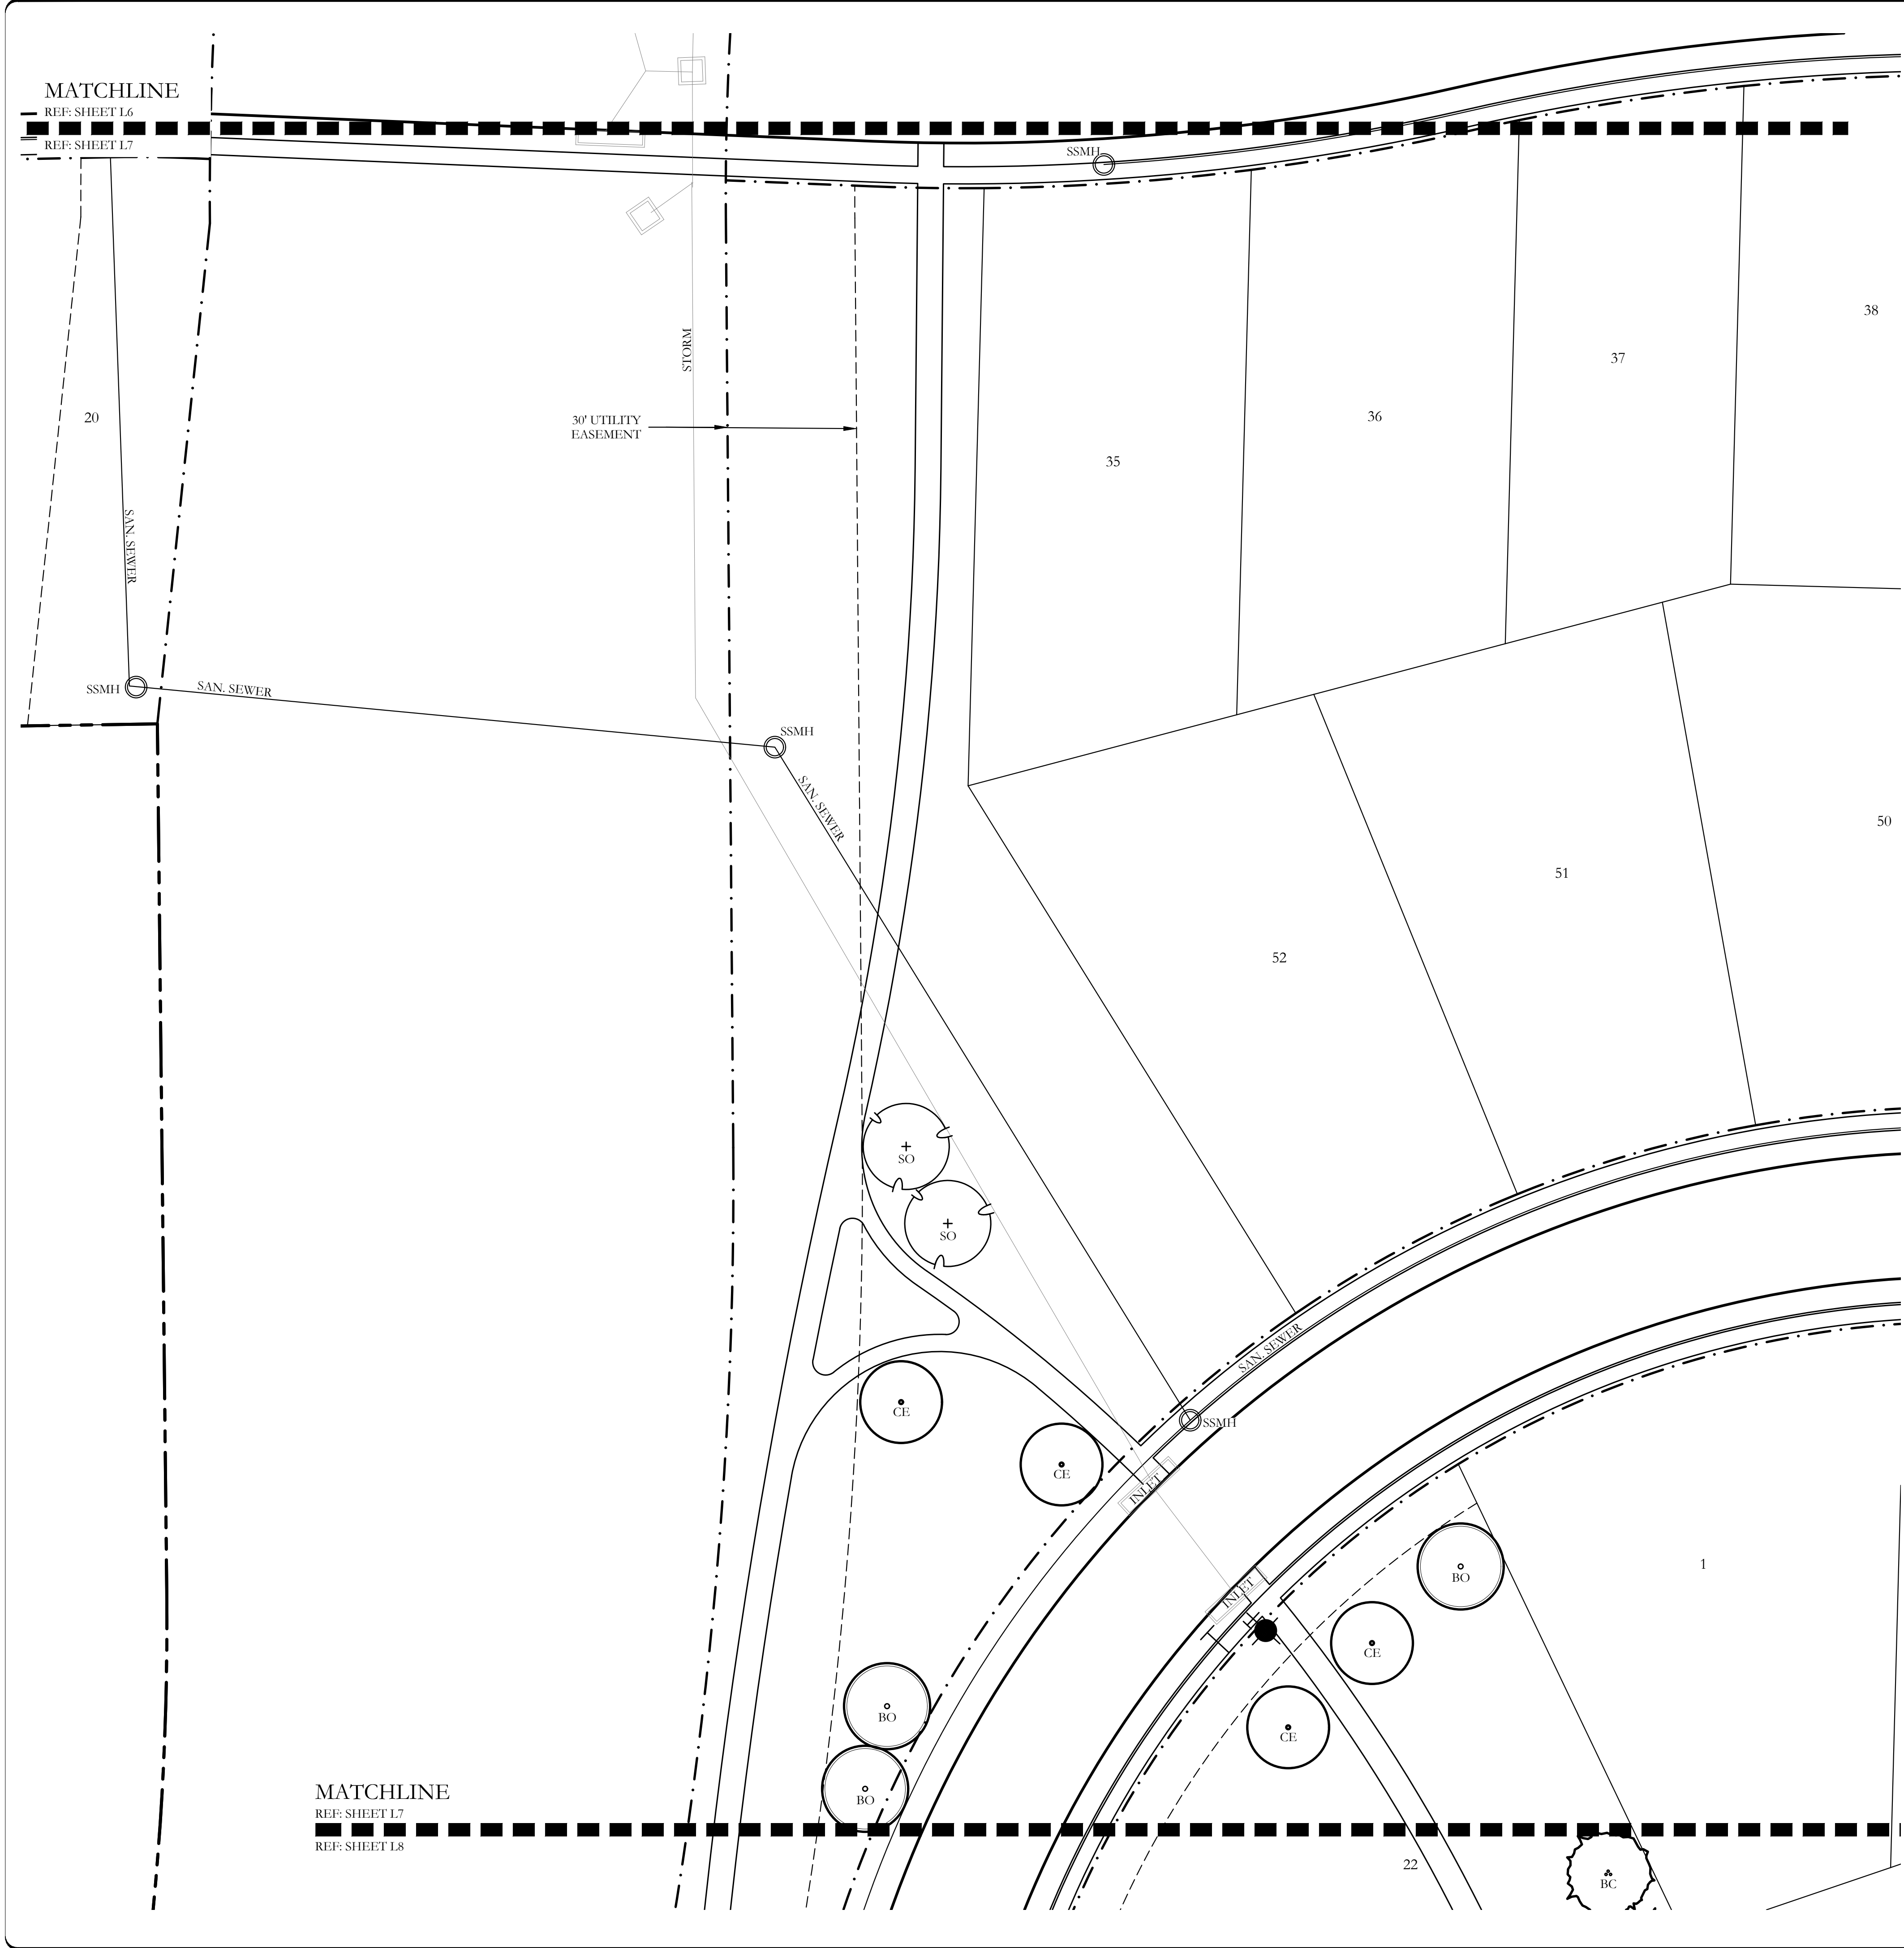 MATCHLINE
REF: SHEET L6
REF: SHEET L7
SSMH
38
STORM
37
20
30' UTILITY
EASEMENT
36
35
SAN. SEWER
SSMH
SAN. SEWER
SSMH
SAN. SEWER
50
51
52
SO
SO
SAN. SEWER
CE
SSMH
CE
INLET
1
BO
INLET
CE
BO
CE
MATCHLINE
BO
REF: SHEET L7
REF: SHEET L8
22
BC